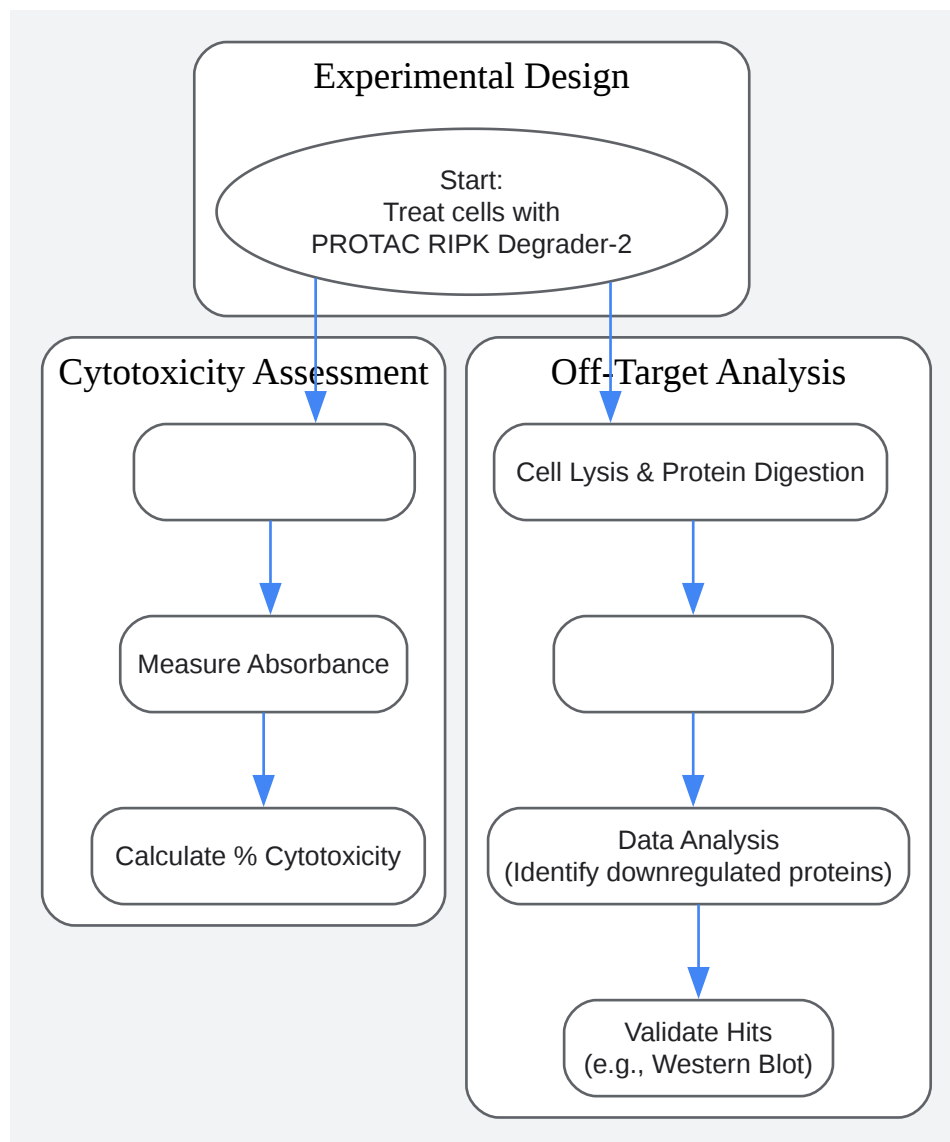 Experimental Design
Start:
Treat cells with
PROTAC RIPK Degrader-2
Cytotoxicity Assessment
Measure Absorbance
Calculate % Cytotoxicity
Off-Target Analysis
Cell Lysis & Protein Digestion
Data Analysis
(Identify downregulated proteins)
Validate Hits
(e.g., Western Blot)